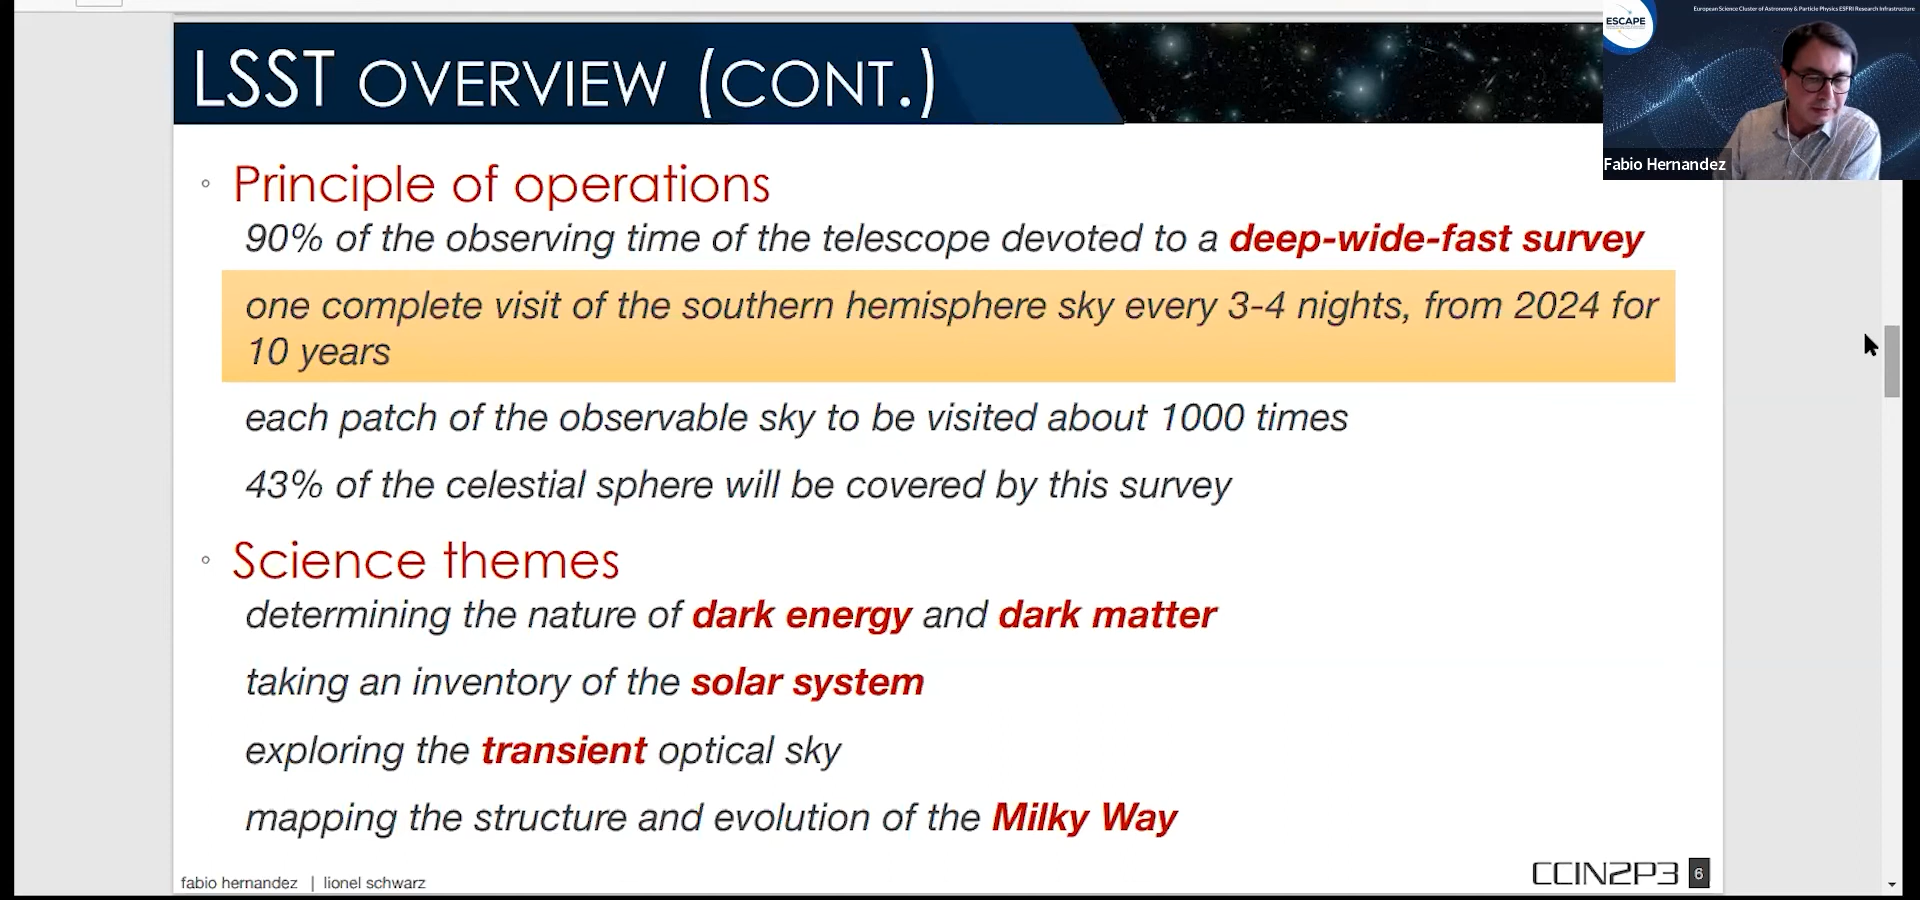 LSST OVERVIEW (CONT.)
European Science Cluster of Astronomy & Particle Physics ESFRI Research Infrastructure
ESCAPE
Fabio Hernandez
Principle of operations
90% of the observing time of the telescope devoted to a deep-wide-fast survey
one complete visit of the southern hemisphere sky every 3-4 nights, from 2024 for
10 years
each patch of the observable sky to be visited about 1000 times
43% of the celestial sphere will be covered by this survey
Science themes
determining the nature of dark energy and dark matter
taking an inventory of the solar system
exploring the transient optical sky
mapping the structure and evolution of the Milky Way
fabio hernandez | lionel schwarz
CCIN2P3 6